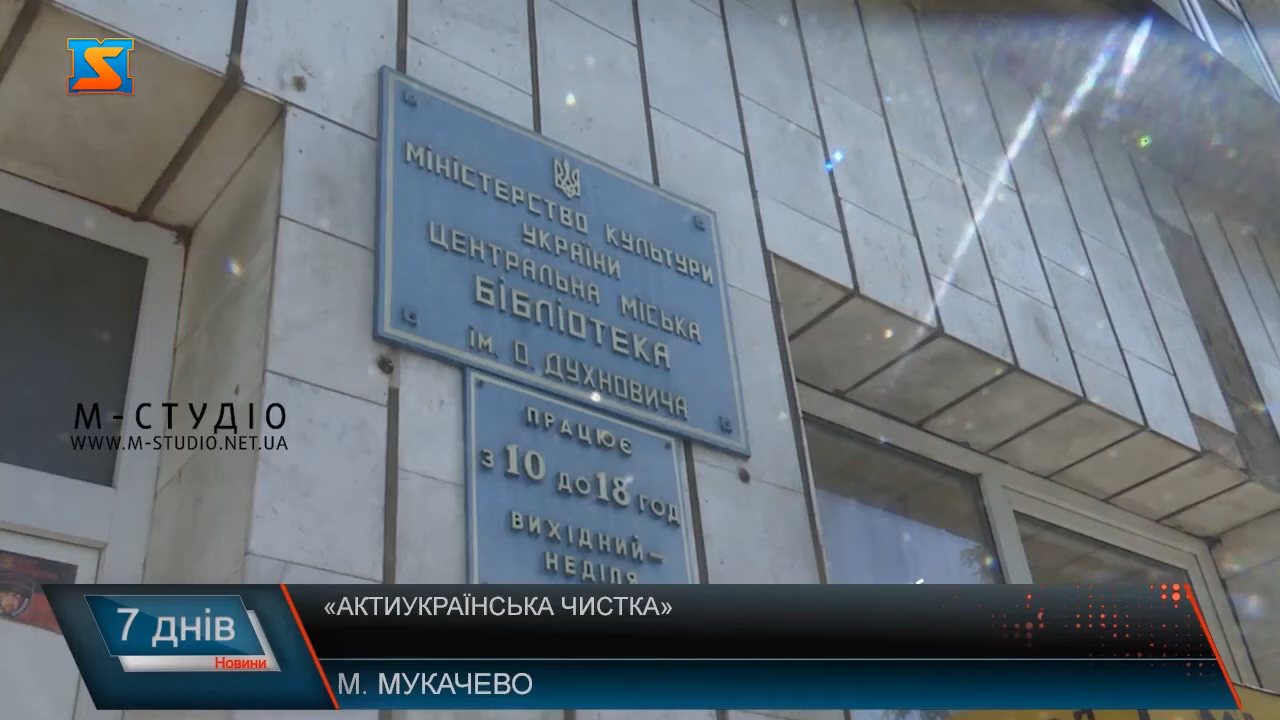 МІНІСТЕРСТВО КУЛЬТУРИ
УКРАЇНИ
ЦЕНТРАЛЬНА МІСЬКА
БІБЛІОТЕКА
ІМ. О. ДУХНОВИЧА
ПРАЦЮЄ
З 10 ДО 18 ГОД
ВИХІДНИЙ—
НЕДІЛЯ
М-СТУДІО
WWW.M-STUDIO.NET.UA
«АКТИУКРАЇНСЬКА ЧИСТКА»
7 днів
Новини
М. МУКАЧЕВО